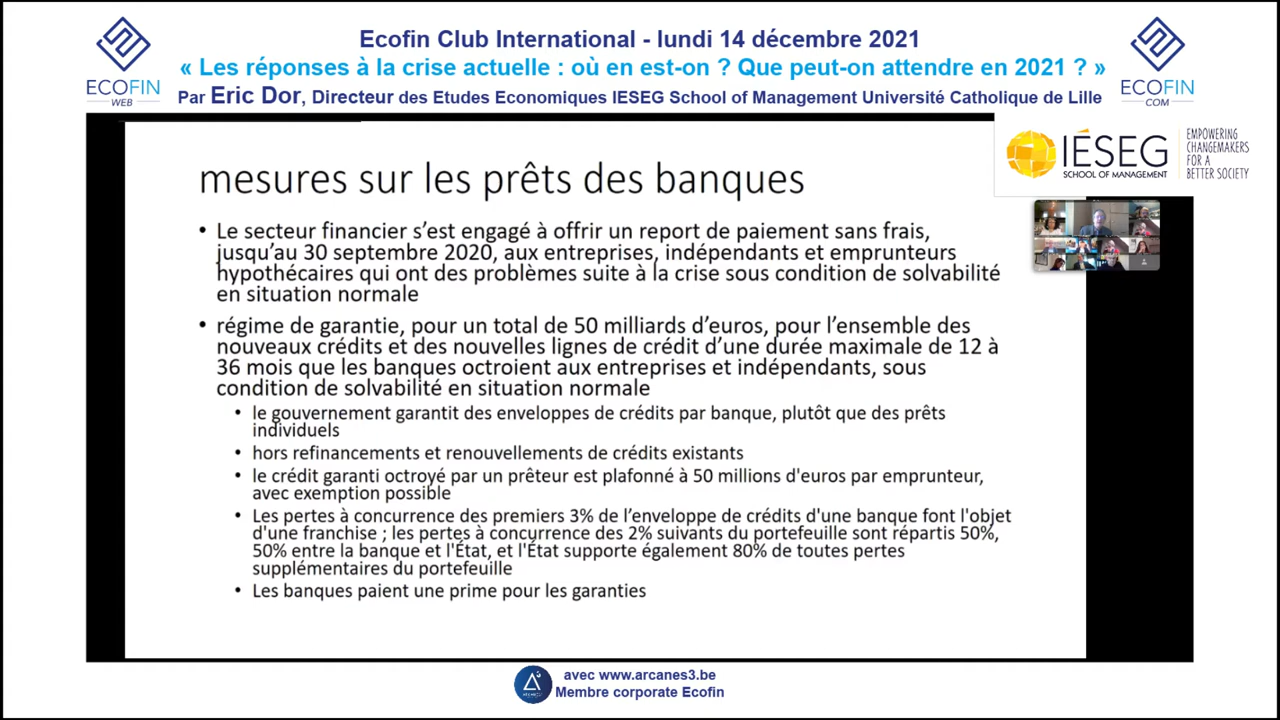 Ecofin Club International - lundi 14 décembre 2021
« Les réponses à la crise actuelle : où en est-on ? Que peut-on attendre en 2021 ? »
Par Eric Dor, Directeur des Etudes Economiques IESEG School of Management Université Catholique de Lille
ECOFIN
WEB
ECOFIN
COM
IÉSEG
SCHOOL OF MANAGEMENT
EMPOWERING
CHANGEMAKERS
FOR A
BETTER SOCIETY
mesures sur les prêts des banques
• Le secteur financier s’est engagé à offrir un report de paiement sans frais,
jusqu’au 30 septembre 2020, aux entreprises, indépendants et emprunteurs
hypothécaires qui ont des problèmes suite à la crise sous condition de solvabilité
en situation normale
• régime de garantie, pour un total de 50 milliards d’euros, pour l’ensemble des
nouveaux crédits et des nouvelles lignes de crédit d’une durée maximale de 12 à
36 mois que les banques octroient aux entreprises et indépendants, sous
condition de solvabilité en situation normale
• le gouvernement garantit des enveloppes de crédits par banque, plutôt que des prêts
individuels
• hors refinancements et renouvellements de crédits existants
• le crédit garanti octroyé par un prêteur est plafonné à 50 millions d'euros par emprunteur,
avec exemption possible
• Les pertes à concurrence des premiers 3% de l’enveloppe de crédits d'une banque font l'objet
d'une franchise ; les pertes à concurrence des 2% suivants du portefeuille sont répartis 50%,
50% entre la banque et l'État, et l'État supporte également 80% de toutes pertes
supplémentaires du portefeuille
• Les banques paient une prime pour les garanties
avec www.arcanes3.be
Membre corporate Ecofin